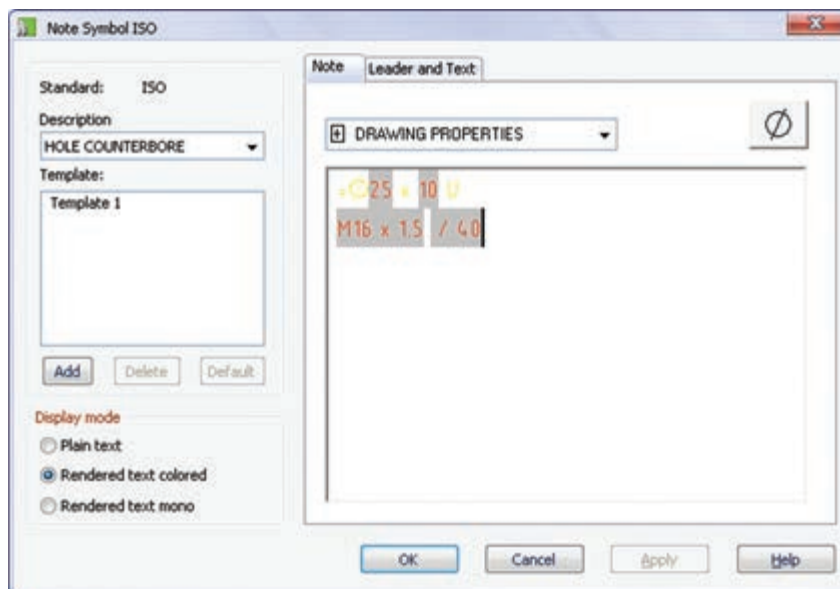 Note Symbol ISO
Standard: ISO
Description
HOLE COUNTERBORE
Template:
Template 1
Add Delete Default
Display mode
Plain text
Rendered text colored
Rendered text mono
Note Leader and Text
DRAWING PROPERTIES
25 x 10 U
M16 x 1.5 / 40
OK Cancel Apply Help